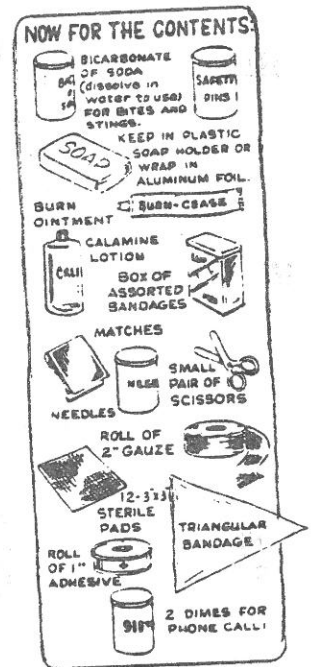 NOW FOR THE CONTENTS:
BICARBONATE
OF SODA
(dissolve in
water to use)
FOR BITES AND
STINGS.
SAFETY
PINS
KEEP IN PLASTIC
SOAP HOLDER OR
WRAP IN
ALUMINUM FOIL.
SOAP
BURN
OINTMENT
BURN-CEASE
CALAMINE
LOTION
BOX OF
ASSORTED
BANDAGES
MATCHES
NEEDLES
SMALL
PAIR OF
SCISSORS
ROLL OF
2" GAUZE
STERILE
PADS
TRIANGULAR
BANDAGE
ROLL
OF 1"
ADHESIVE
2 DIMES FOR
PHONE CALL!